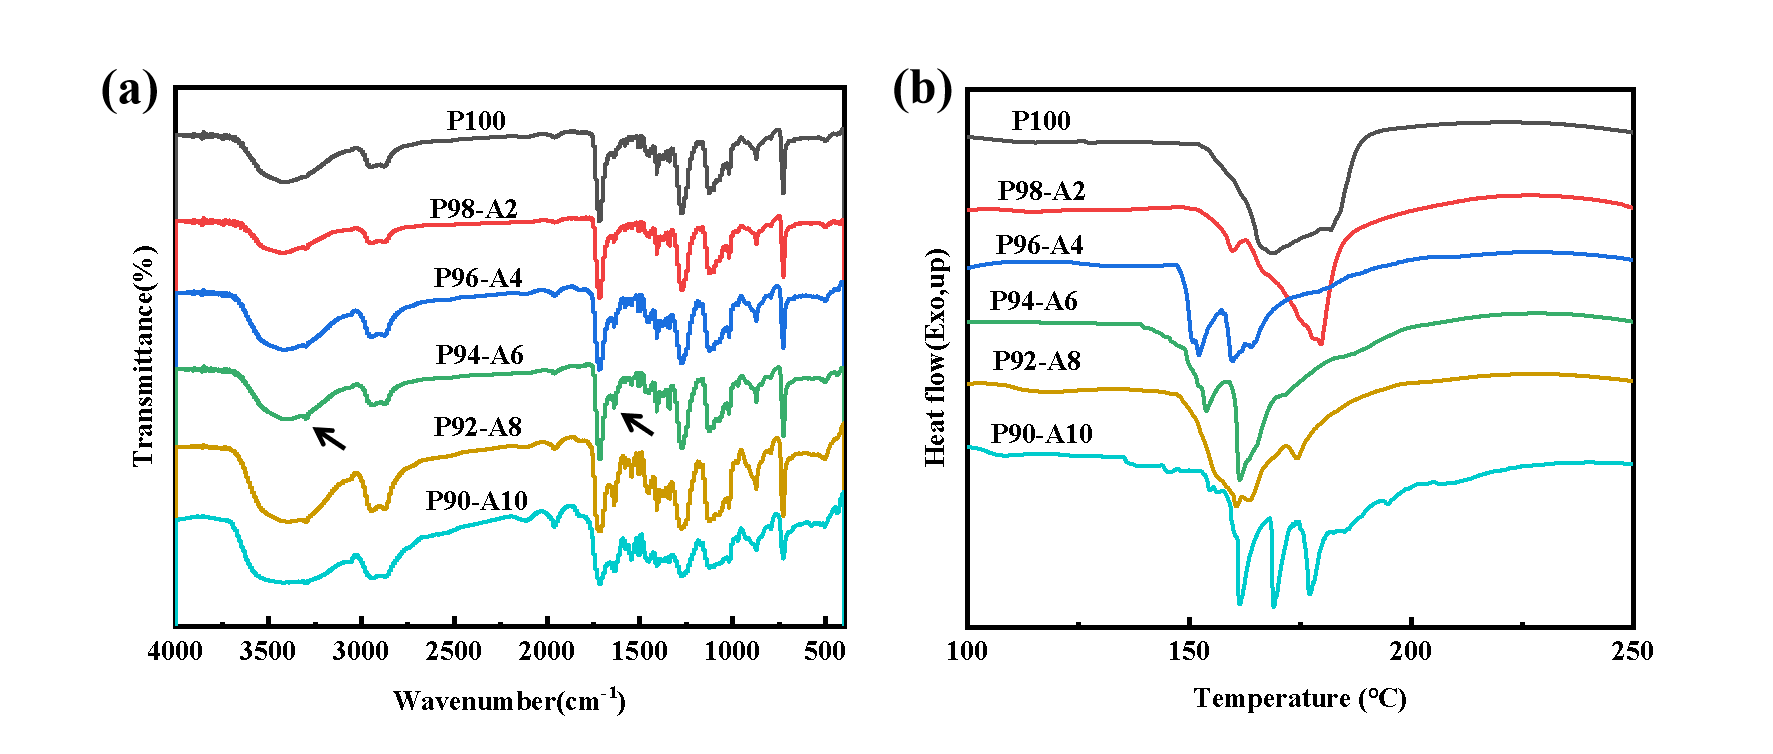 (a)
P100
P98-A2
P96-A4
P94-A6
P92-A8
P90-A10
Transmittance(%)
4000 3500 3000 2500 2000 1500 1000 500
Wavenumber(cm⁻¹)
(b)
P100
P98-A2
P96-A4
P94-A6
P92-A8
P90-A10
Heat flow(Exo,up)
100 150 200 250
Temperature (°C)